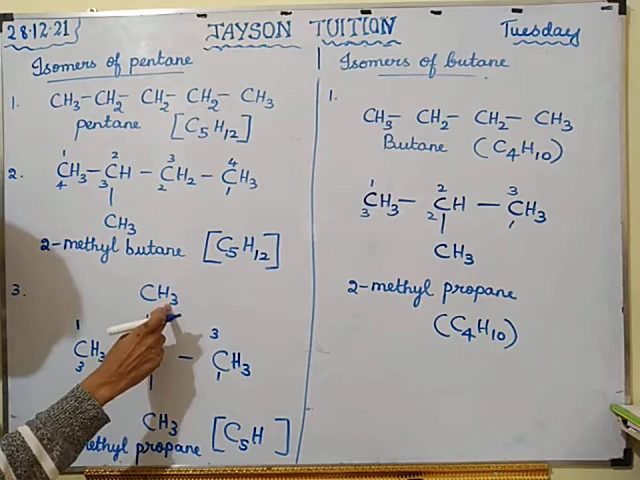 28.12.21
JAYSON TUITION
Tuesday
Isomers of pentane
1. CH3-CH2- CH2- CH2- CH3
pentane [C5H12]
2.
1 2 3 4
CH3-CH-CH2-CH3
4 3 2 1
CH3
2-methyl butane [C5H12]
3.
CH3
1 3
CH3 - CH3
3 1
CH3
methyl propane [C5H ]
Isomers of butane
1.
CH3- CH2- CH2- CH3
Butane (C4H10)
1 2 3
CH3- CH - CH3
3 2 1
CH3
2-methyl propane
(C4H10)